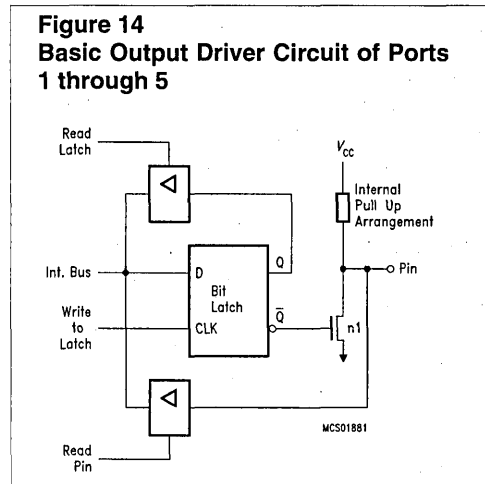 Figure 14
Basic Output Driver Circuit of Ports
1 through 5
Read
Latch
VCC
Internal
Pull Up
Arrangement
Q
Int. Bus
D
Pin
Bit
Latch
Write
to
Latch
CLK
Q̅
n1
MCS01881
Read
Pin